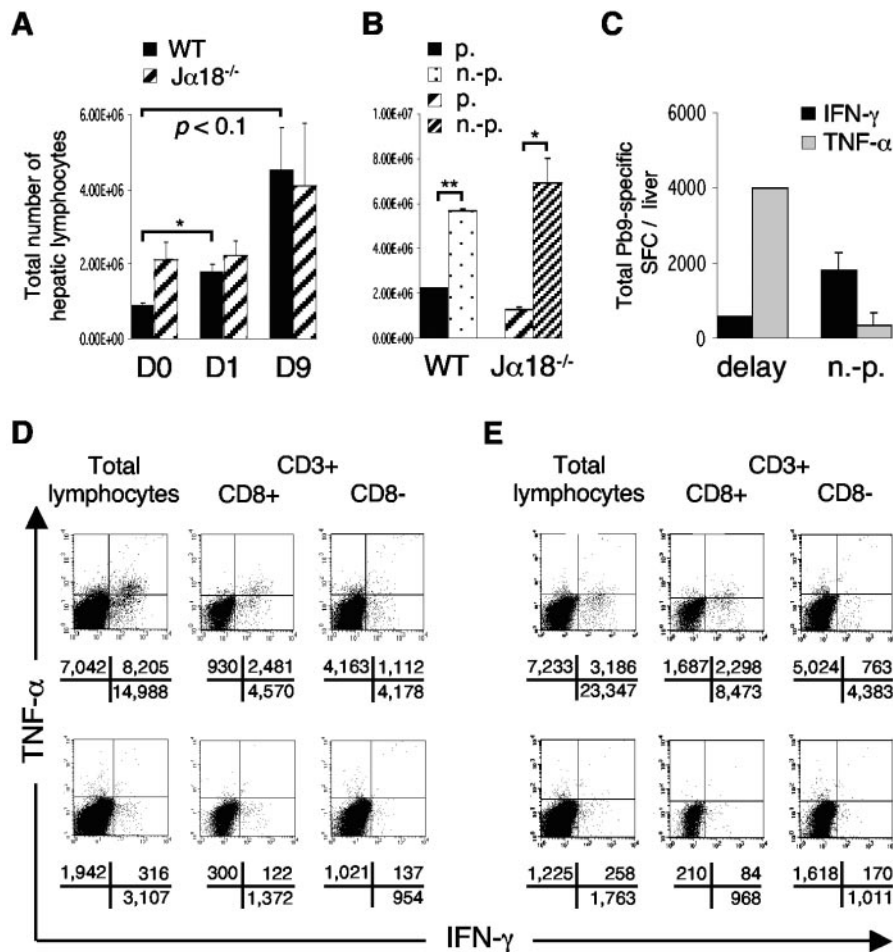 A
WT
Jα18-/-
Total number of
hepatic lymphocytes
6.00E+06
4.00E+06
2.00E+06
0.00E+00
p < 0.1
*
D0 D1 D9
B
p.
n.-p.
p.
n.-p.
1.00E+07
8.00E+06
6.00E+06
4.00E+06
2.00E+06
0.00E+00
**
*
WT Jα18-/-
C
IFN-γ
TNF-α
Total Pb9-specific
SFC / liver
6000
4000
2000
0
delay n.-p.
D
Total
lymphocytes
CD3+
CD8+ CD8-
7,042 8,205
14,988
930 2,481
4,570
4,163 1,112
4,178
1,942 316
3,107
300 122
1,372
1,021 137
954
E
Total
lymphocytes
CD3+
CD8+ CD8-
7,233 3,186
23,347
1,687 2,298
8,473
5,024 763
4,383
1,225 258
1,763
210 84
968
1,618 170
1,011
TNF-α
IFN-γ